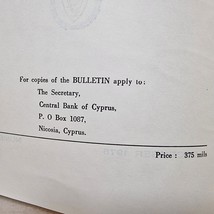 For copies of the BULLETIN apply to:
The Secretary,
Central Bank of Cyprus,
P. O Box 1087,
Nicosia, Cyprus.
Price : 375 mils